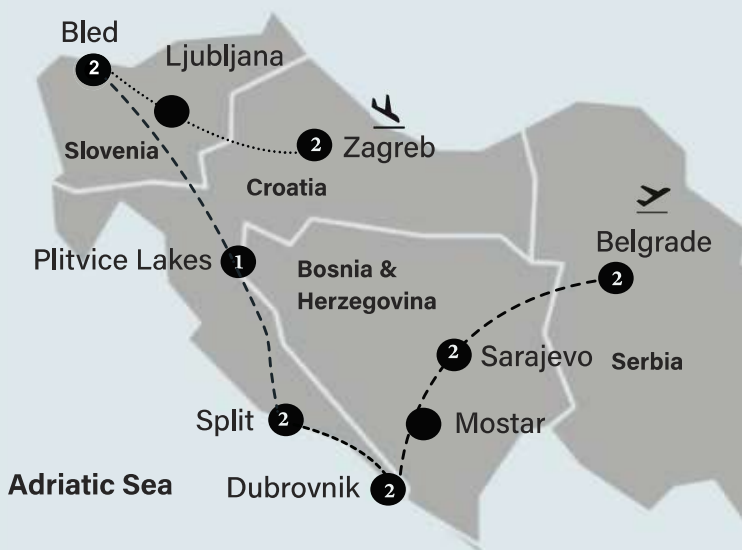 Bled
2
Ljubljana
Slovenia
2
Zagreb
Croatia
Plitvice Lakes
1
Bosnia &
Herzegovina
Belgrade
2
2
Sarajevo
Serbia
Split
2
Mostar
Adriatic Sea
Dubrovnik
2